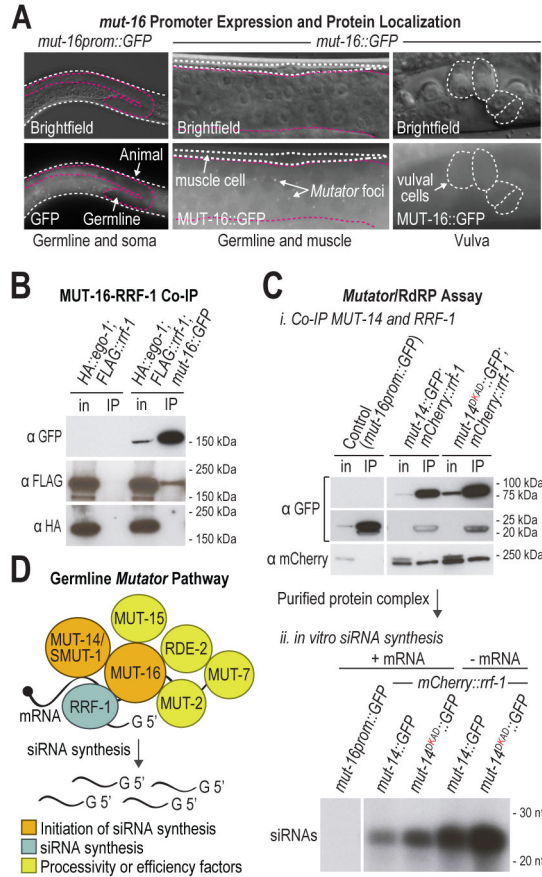 A
mut-16 Promoter Expression and Protein Localization
mut-16prom::GFP
mut-16::GFP
Brightfield
Brightfield
Brightfield
Animal
GFP
Germline
muscle cell
Mutator foci
MUT-16::GFP
vulval
cells
MUT-16::GFP
Germline and soma
Germline and muscle
Vulva
B
MUT-16-RRF-1 Co-IP
HA::ego-1;
FLAG::rrf-1
HA::ego-1;
FLAG::rrf-1;
mut-16::GFP
in IP in IP
α GFP
- 150 kDa
α FLAG
- 250 kDa
- 150 kDa
α HA
- 250 kDa
- 150 kDa
C
Mutator/RdRP Assay
i. Co-IP MUT-14 and RRF-1
Control
(mut-16prom::GFP)
mut-14::GFP;
mCherry::rrf-1
mut-14DKAD::GFP;
mCherry::rrf-1
in IP in IP in IP
α GFP
- 100 kDa
- 75 kDa
- 25 kDa
- 20 kDa
α mCherry
- 250 kDa
Purified protein complex
ii. in vitro siRNA synthesis
+ mRNA
- mRNA
mCherry::rrf-1
mut-16prom::GFP
mut-14::GFP
mut-14DKAD::GFP
mut-14::GFP
mut-14DKAD::GFP
siRNAs
- 30 nt
- 20 nt
D
Germline Mutator Pathway
MUT-15
MUT-14/
SMUT-1
RDE-2
MUT-16
MUT-7
MUT-2
RRF-1
mRNA
G 5'
siRNA synthesis
G 5'
G 5'
G 5'
G 5'
Initiation of siRNA synthesis
siRNA synthesis
Processivity or efficiency factors